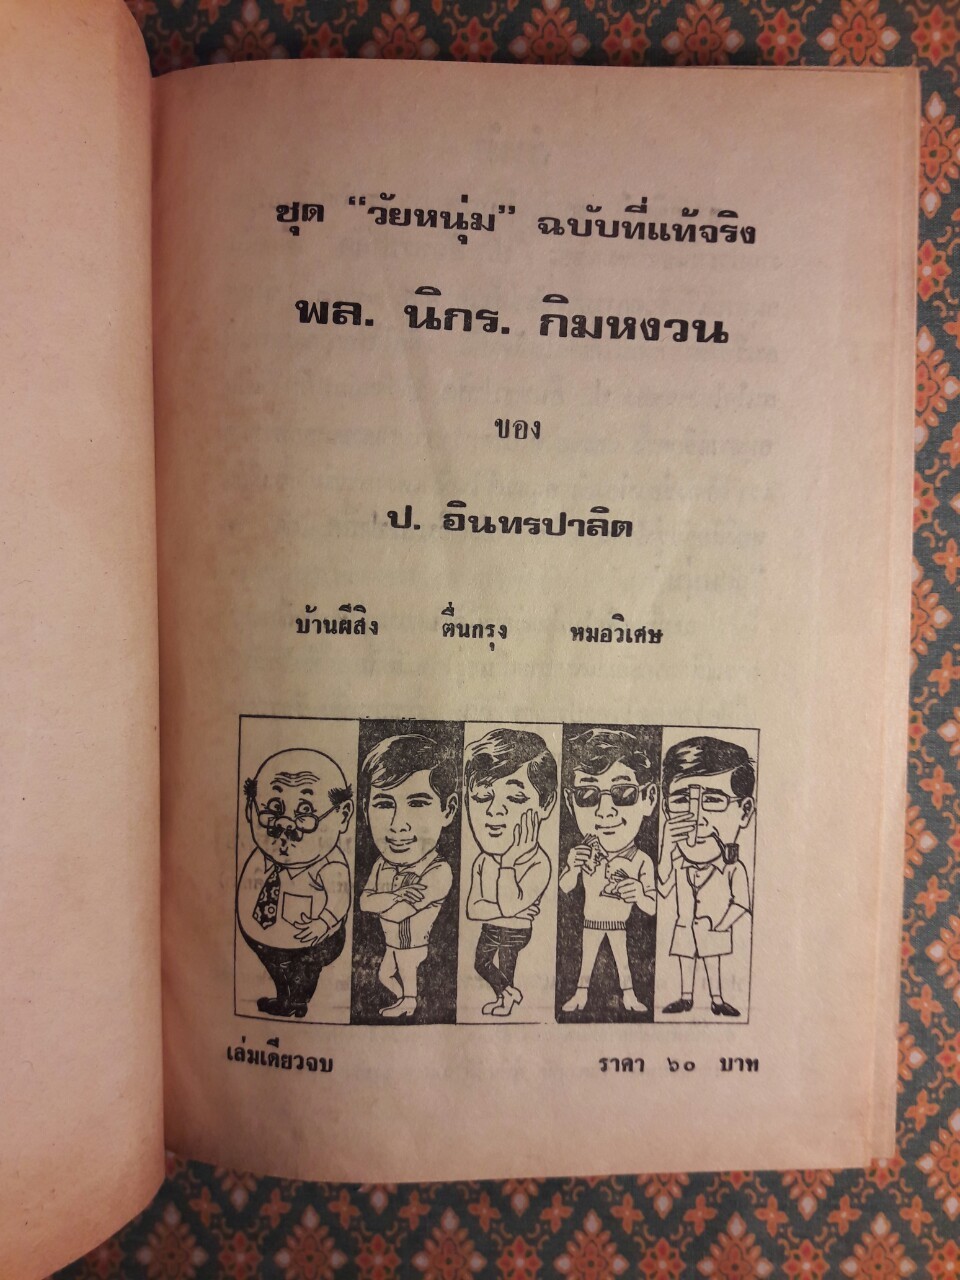 ชุด “วัยหนุ่ม” ฉบับที่แท้จริง
พล. นิกร. กิมหงวน
ของ
ป. อินทรปาลิต
บ้านผีสิง ตื่นกรุง หมอวิเศษ
เล่มเดียวจบ ราคา ๖๐ บาท